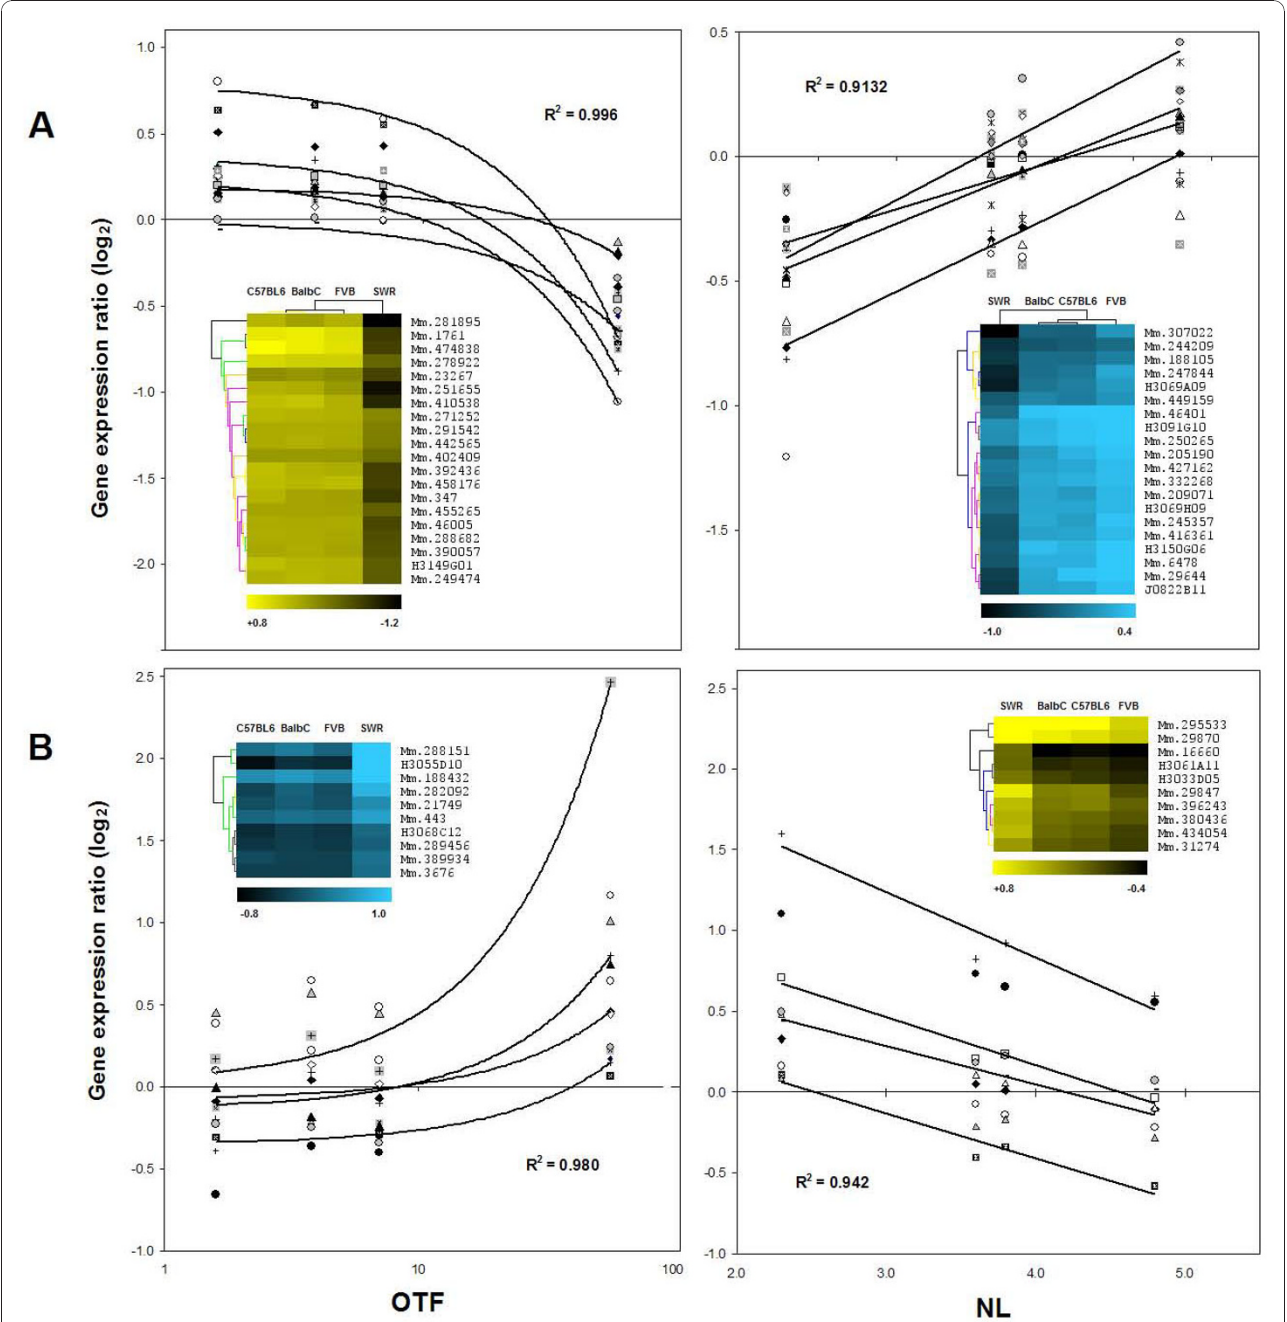 A
Gene expression ratio (log2)
1.0
0.5
0.0
-0.5
-1.0
-1.5
-2.0
R2 = 0.996
C57BL6 BalbC FVB SWR
Mm.281895
Mm.1761
Mm.474838
Mm.278922
Mm.23267
Mm.251655
Mm.410538
Mm.271252
Mm.291542
Mm.442565
Mm.402409
Mm.392436
Mm.458176
Mm.347
Mm.455265
Mm.46005
Mm.288682
Mm.390057
H3149G01
Mm.249474
+0.8 -1.2
0.5
0.0
-0.5
-1.0
-1.5
R2 = 0.9132
SWR BalbC C57BL6 FVB
Mm.307022
Mm.244209
Mm.188105
Mm.247844
H3069A09
Mm.449159
Mm.46401
H3091G10
Mm.250265
Mm.205190
Mm.427162
Mm.332268
Mm.209071
H3069H09
Mm.245357
Mm.416361
H3150G06
Mm.6478
Mm.29644
J0822B11
-1.0 0.4
B
Gene expression ratio (log2)
2.5
2.0
1.5
1.0
0.5
0.0
-0.5
-1.0
C57BL6 BalbC FVB SWR
Mm.288151
H3055D10
Mm.188432
Mm.282092
Mm.21749
Mm.443
H3068C12
Mm.289456
Mm.389934
Mm.3676
-0.8 1.0
R2 = 0.980
1 10 100
OTF
2.5
2.0
1.5
1.0
0.5
0.0
-0.5
-1.0
SWR BalbC C57BL6 FVB
Mm.295533
Mm.29870
Mm.16660
H3061A11
H3033D05
Mm.29847
Mm.396243
Mm.380436
Mm.434054
Mm.31274
+0.8 -0.4
R2 = 0.942
2.0 3.0 4.0 5.0
NL